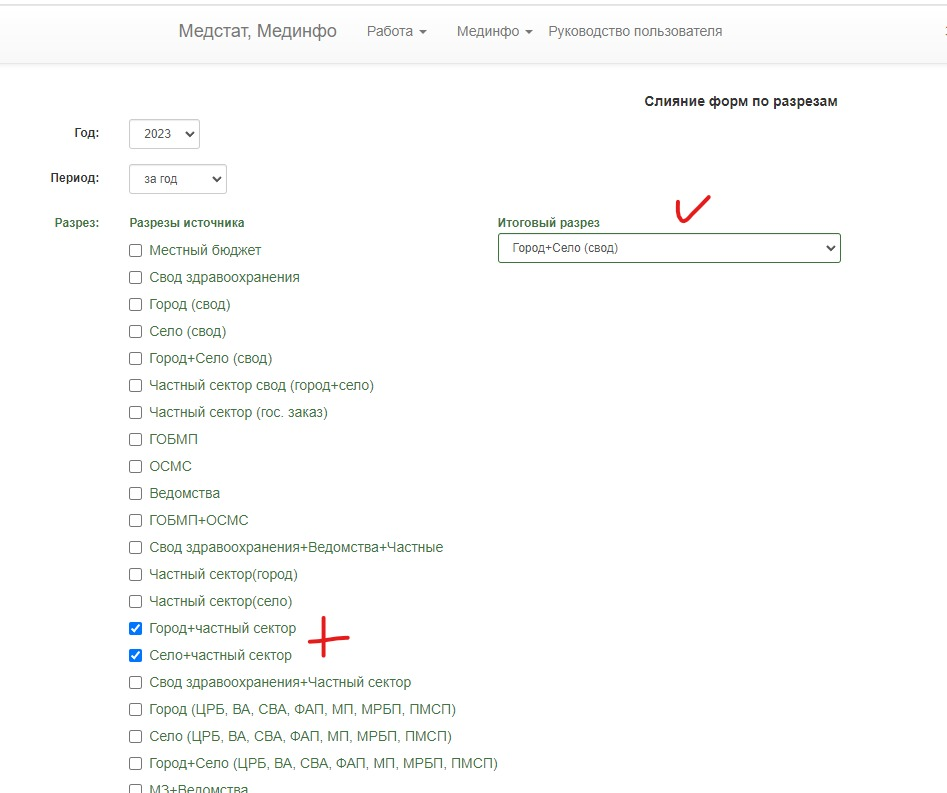 Медстат, Мединфо Работа Мединфо Руководство пользователя
Слияние форм по разрезам
Год: 2023
Период: за год
Разрез: Разрезы источника Итоговый разрез
Город+Село (свод)
Местный бюджет
Свод здравоохранения
Город (свод)
Село (свод)
Город+Село (свод)
Частный сектор свод (город+село)
Частный сектор (гос. заказ)
ГОБМП
ОСМС
Ведомства
ГОБМП+ОСМС
Свод здравоохранения+Ведомства+Частные
Частный сектор(город)
Частный сектор(село)
Город+частный сектор
Село+частный сектор
Свод здравоохранения+Частный сектор
Город (ЦРБ, ВА, СВА, ФАП, МП, МРБП, ПМСП)
Село (ЦРБ, ВА, СВА, ФАП, МП, МРБП, ПМСП)
Город+Село (ЦРБ, ВА, СВА, ФАП, МП, МРБП, ПМСП)
МЗ+Ведомства